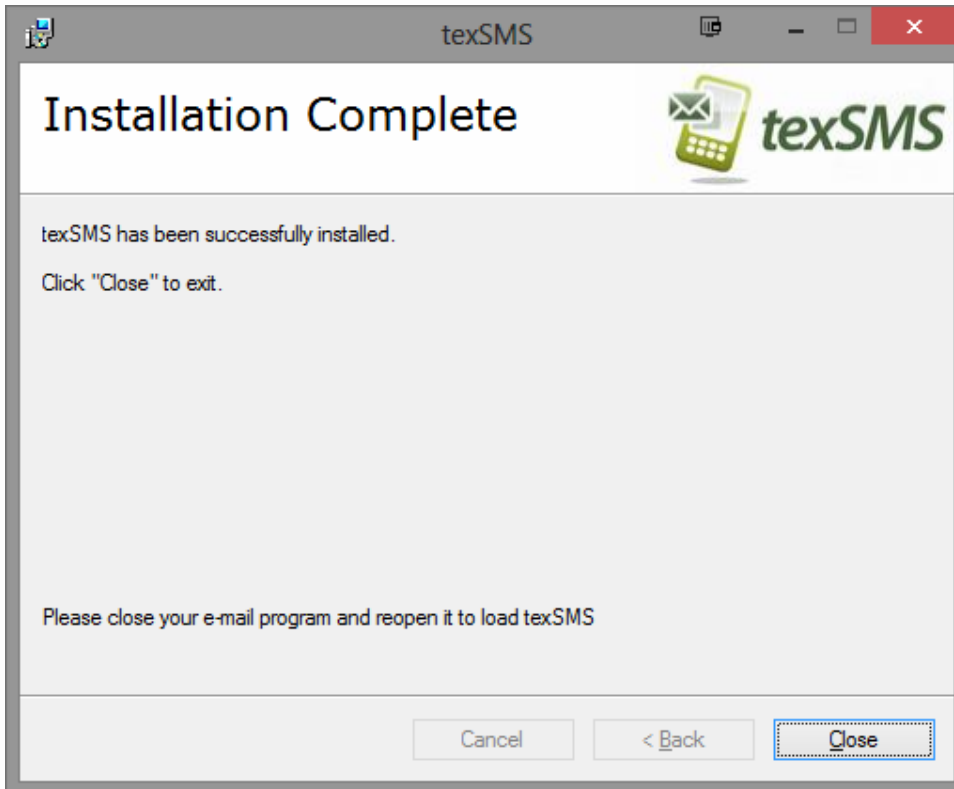 texSMS
Installation Complete
texSMS
texSMS has been successfully installed.
Click "Close" to exit.
Please close your e-mail program and reopen it to load texSMS
Cancel
< Back
Close